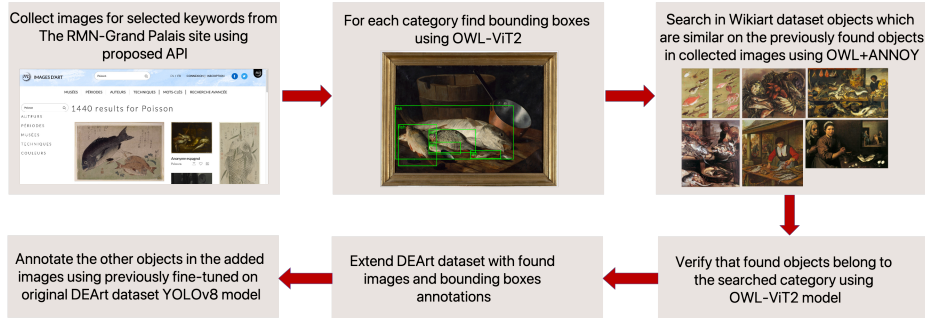 Collect images for selected keywords from
The RMN-Grand Palais site using
proposed API
IMAGES D'ART
MUSÉES PÉRIODES AUTEURS TECHNIQUES MOTS-CLÉS RECHERCHE AVANCÉE
1440 results for Poisson
AUTEURS
PÉRIODES
MUSÉES
TECHNIQUES
COULEURS
For each category find bounding boxes
using OWL-ViT2
Search in Wikiart dataset objects which
are similar on the previously found objects
in collected images using OWL+ANNOY
Verify that found objects belong to
the searched category using
OWL-ViT2 model
Extend DEArt dataset with found
images and bounding boxes
annotations
Annotate the other objects in the added
images using previously fine-tuned on
original DEArt dataset YOLOv8 model